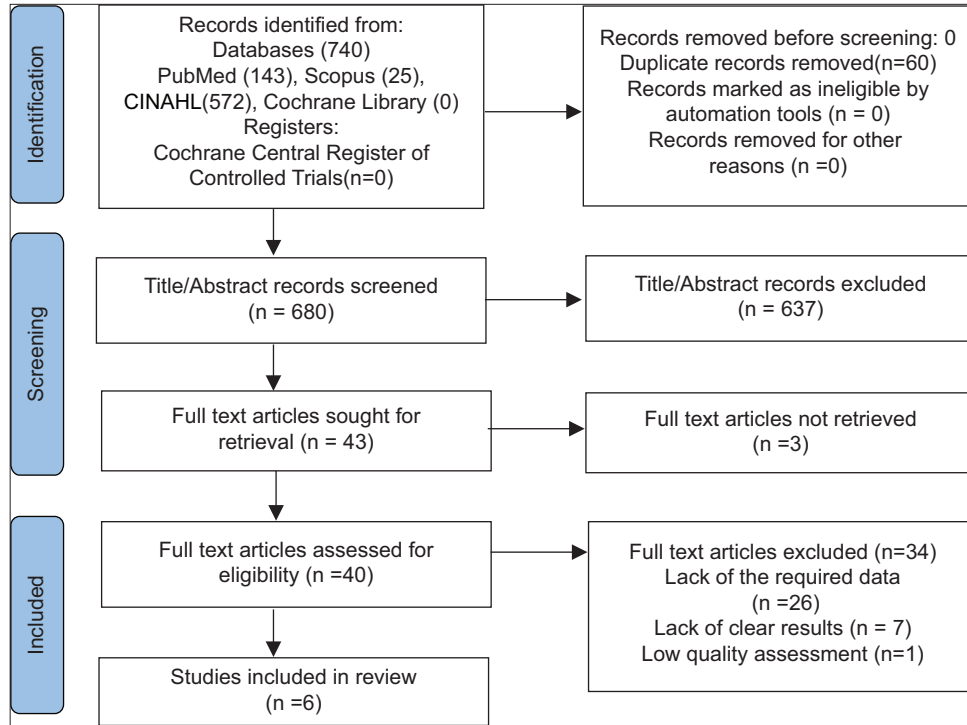 Identification
Records identified from:
Databases (740)
PubMed (143), Scopus (25),
CINAHL(572), Cochrane Library (0)
Registers:
Cochrane Central Register of
Controlled Trials(n=0)
Records removed before screening: 0
Duplicate records removed(n=60)
Records marked as ineligible by
automation tools (n = 0)
Records removed for other
reasons (n =0)
Screening
Title/Abstract records screened
(n = 680)
Title/Abstract records excluded
(n = 637)
Full text articles sought for
retrieval (n = 43)
Full text articles not retrieved
(n =3)
Included
Full text articles assessed for
eligibility (n =40)
Full text articles excluded (n=34)
Lack of the required data
(n =26)
Lack of clear results (n = 7)
Low quality assessment (n=1)
Studies included in review
(n =6)